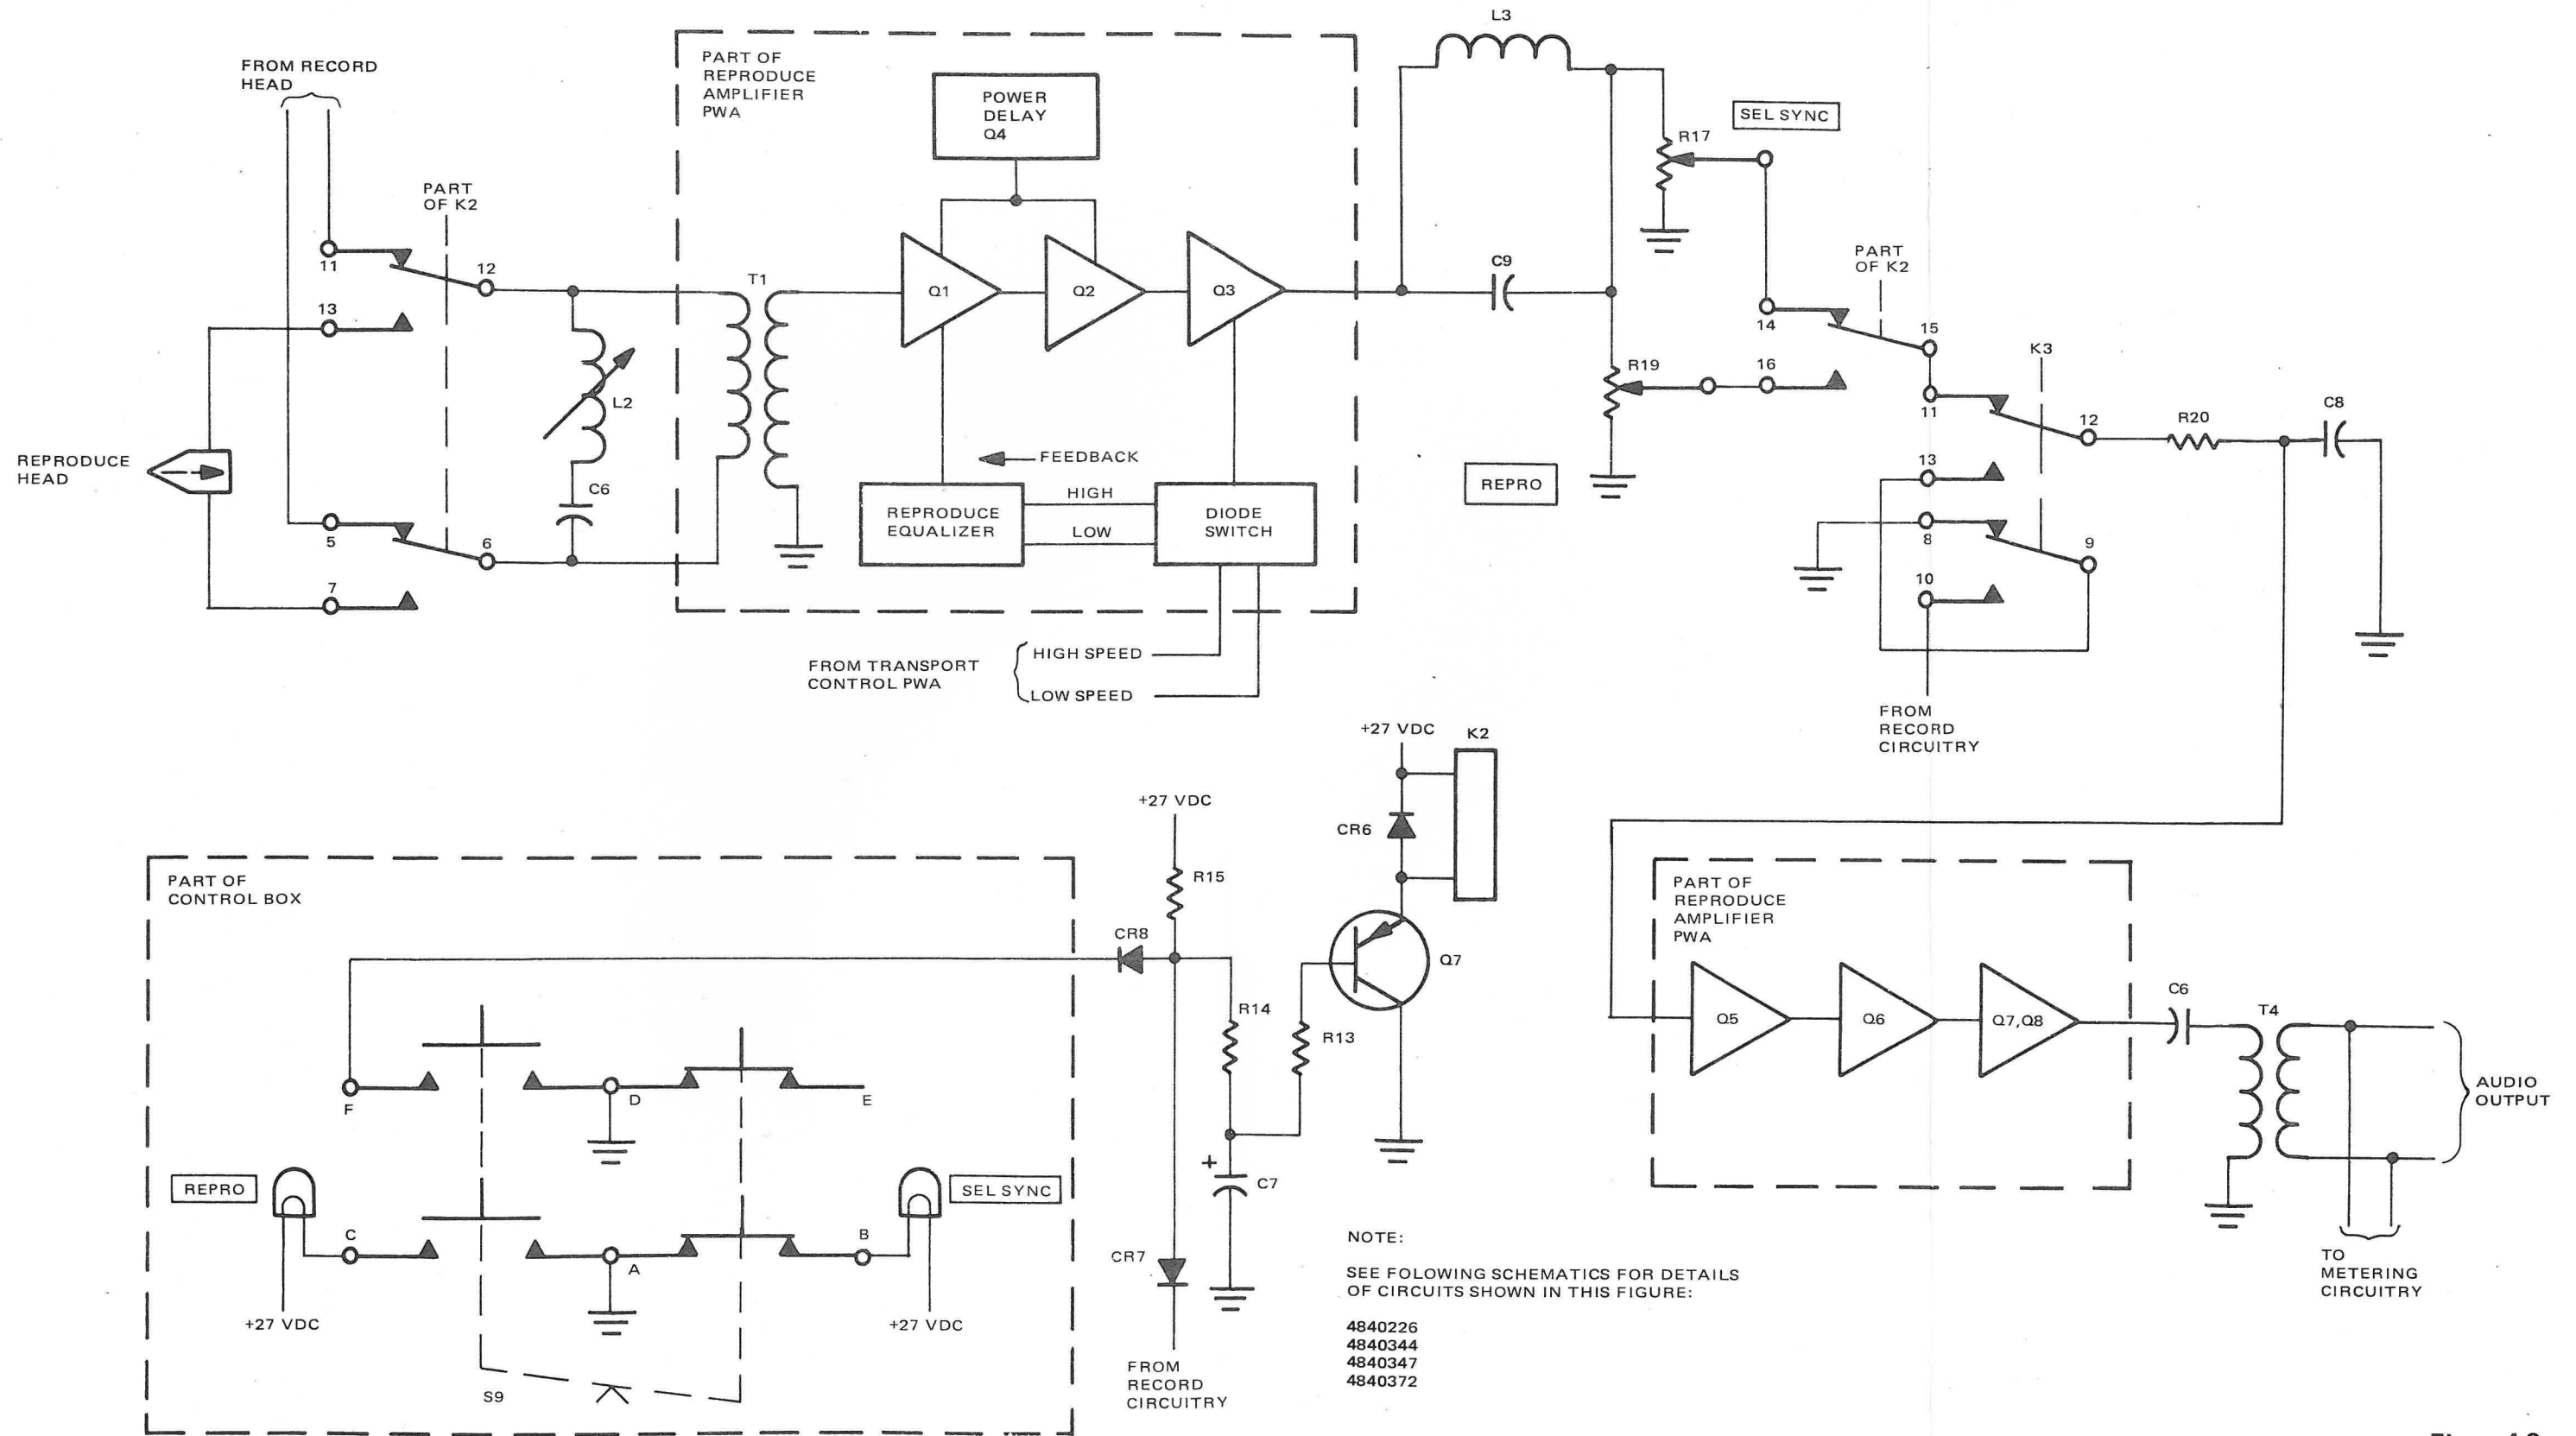 L3
FROM RECORD
HEAD
PART OF
REPRODUCE
AMPLIFIER
PWA
POWER
DELAY
Q4
SEL SYNC
R17
PART
OF K2
11
12
13
T1
Q1
Q2
Q3
C9
PART
OF K2
14
15
16
R19
K3
11
12
R20
C8
L2
REPRODUCE
HEAD
FEEDBACK
REPRO
13
C6
HIGH
LOW
REPRODUCE
EQUALIZER
DIODE
SWITCH
5
6
7
8
9
10
FROM TRANSPORT
CONTROL PWA
HIGH SPEED
LOW SPEED
FROM
RECORD
CIRCUITRY
+27 VDC
K2
+27 VDC
CR6
R15
PART OF
CONTROL BOX
PART OF
REPRODUCE
AMPLIFIER
PWA
CR8
Q7
R14
R13
Q5
Q6
Q7,Q8
C6
T4
AUDIO
OUTPUT
F
D
E
REPRO
SEL SYNC
C7
+
C
A
B
+27 VDC
+27 VDC
CR7
S9
FROM
RECORD
CIRCUITRY
NOTE:
SEE FOLOWING SCHEMATICS FOR DETAILS
OF CIRCUITS SHOWN IN THIS FIGURE:
4840226
4840344
4840347
4840372
TO
METERING
CIRCUITRY